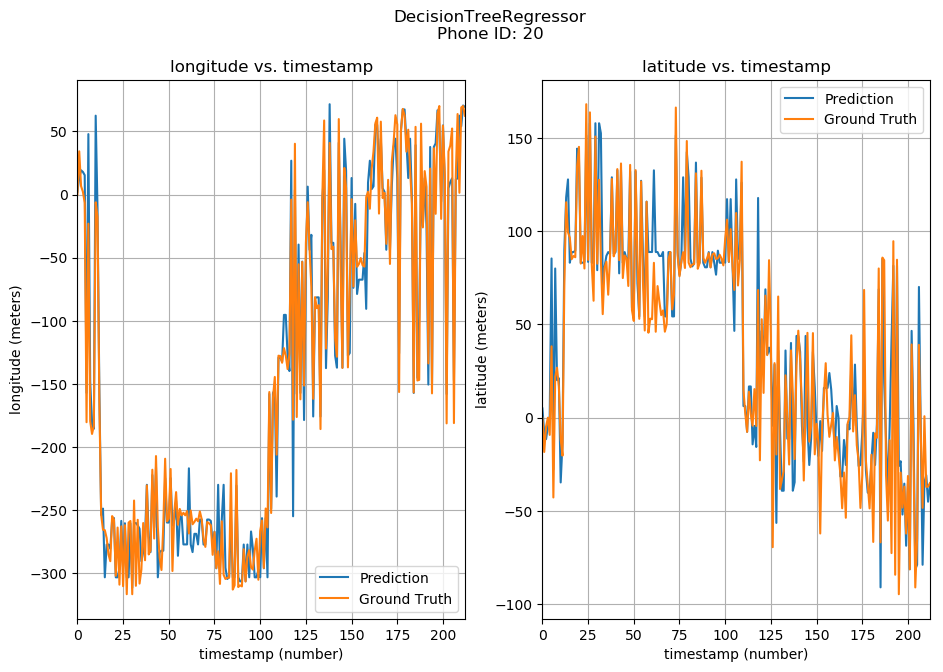 DecisionTreeRegressor
Phone ID: 20
longitude vs. timestamp
longitude (meters)
50
0
−50
−100
−150
−200
−250
−300
0 25 50 75 100 125 150 175 200
timestamp (number)
Prediction
Ground Truth
latitude vs. timestamp
latitude (meters)
150
100
50
0
−50
−100
0 25 50 75 100 125 150 175 200
timestamp (number)
Prediction
Ground Truth